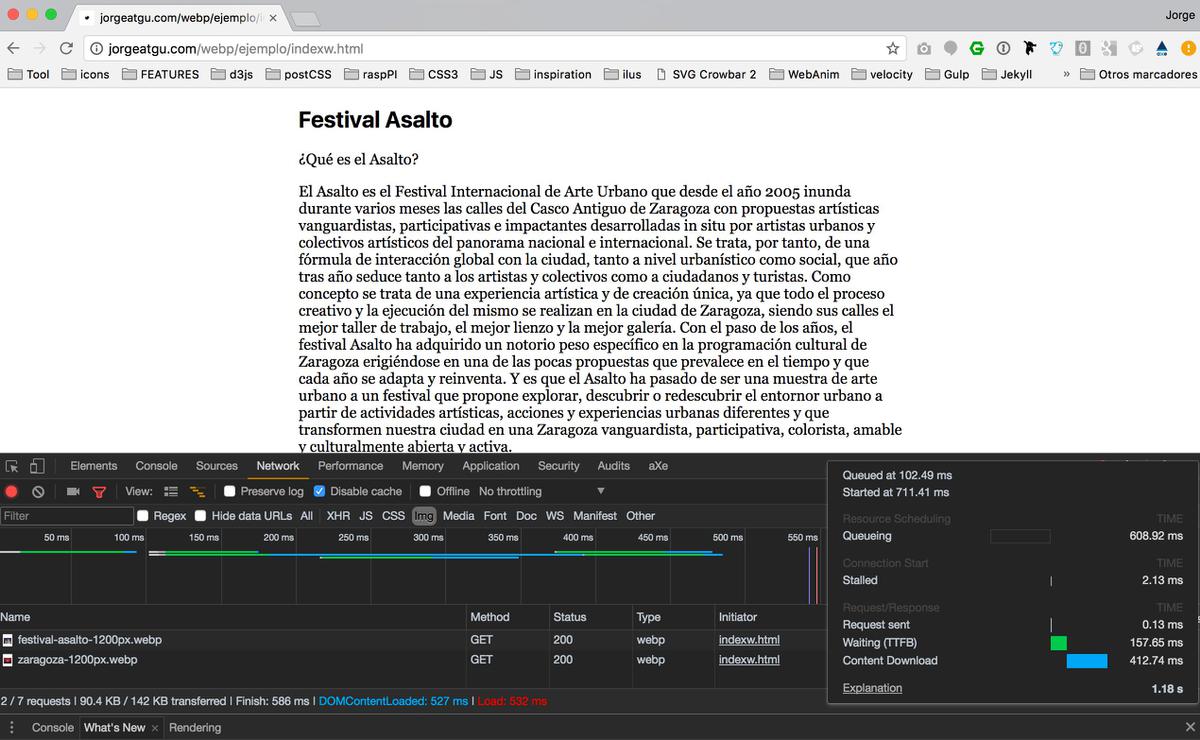 jorgeatgu.com/webp/ejemplo/i
Jorge
jorgeatgu.com/webp/ejemplo/indexw.html
Tool icons FEATURES d3js postCSS raspPI CSS3 JS inspiration ilus SVG Crowbar 2 WebAnim velocity Gulp Jekyll » Otros marcadores
Festival Asalto
¿Qué es el Asalto?
El Asalto es el Festival Internacional de Arte Urbano que desde el año 2005 inunda
durante varios meses las calles del Casco Antiguo de Zaragoza con propuestas artísticas
vanguardistas, participativas e impactantes desarrolladas in situ por artistas urbanos y
colectivos artísticos del panorama nacional e internacional. Se trata, por tanto, de una
fórmula de interacción global con la ciudad, tanto a nivel urbanístico como social, que año
tras año seduce tanto a los artistas y colectivos como a ciudadanos y turistas. Como
concepto se trata de una experiencia artística y de creación única, ya que todo el proceso
creativo y la ejecución del mismo se realizan en la ciudad de Zaragoza, siendo sus calles el
mejor taller de trabajo, el mejor lienzo y la mejor galería. Con el paso de los años, el
festival Asalto ha adquirido un notorio peso específico en la programación cultural de
Zaragoza erigiéndose en una de las pocas propuestas que prevalece en el tiempo y que
cada año se adapta y reinventa. Y es que el Asalto ha pasado de ser una muestra de arte
urbano a un festival que propone explorar, descubrir o redescubrir el entornor urbano a
partir de actividades artísticas, acciones y experiencias urbanas diferentes y que
transformen nuestra ciudad en una Zaragoza vanguardista, participativa, colorista, amable
y culturalmente abierta y activa.
Elements Console Sources Network Performance Memory Application Security Audits aXe
View: Preserve log Disable cache Offline No throttling
Filter Regex Hide data URLs All XHR JS CSS Img Media Font Doc WS Manifest Other
50 ms 100 ms 150 ms 200 ms 250 ms 300 ms 350 ms 400 ms 450 ms 500 ms 550 ms
Name Method Status Type Initiator
festival-asalto-1200px.webp GET 200 webp indexw.html
zaragoza-1200px.webp GET 200 webp indexw.html
2 / 7 requests | 90.4 KB / 142 KB transferred | Finish: 586 ms | DOMContentLoaded: 527 ms | Load: 532 ms
Console What's New Rendering
Queued at 102.49 ms
Started at 711.41 ms
Resource Scheduling TIME
Queueing 608.92 ms
Connection Start TIME
Stalled 2.13 ms
Request/Response TIME
Request sent 0.13 ms
Waiting (TTFB) 157.65 ms
Content Download 412.74 ms
Explanation 1.18 s